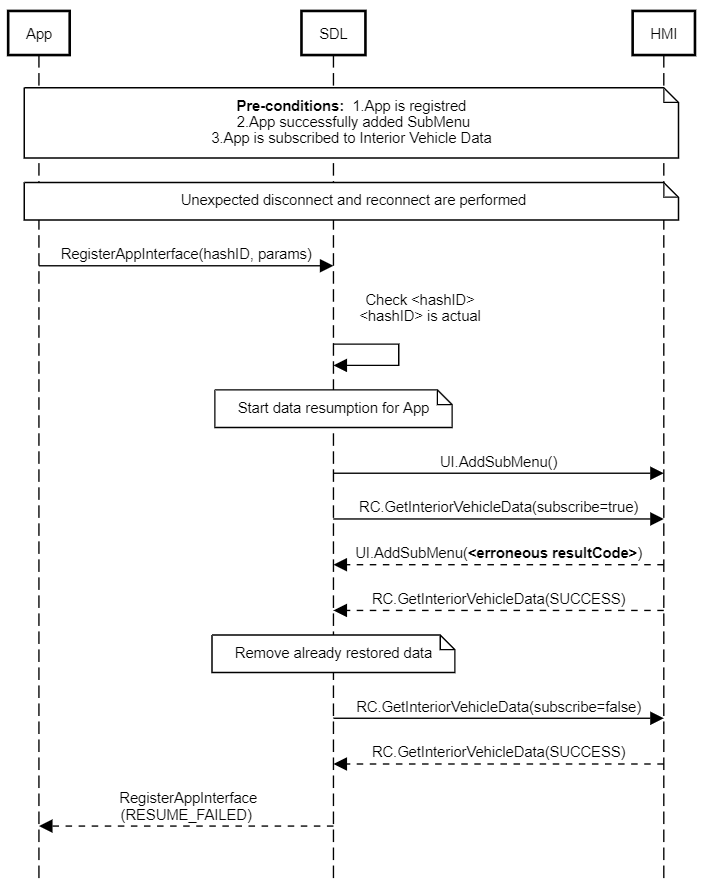 App
SDL
HMI
Pre-conditions: 1.App is registred
2.App successfully added SubMenu
3.App is subscribed to Interior Vehicle Data
Unexpected disconnect and reconnect are performed
RegisterAppInterface(hashID, params)
Check <hashID>
<hashID> is actual
Start data resumption for App
UI.AddSubMenu()
RC.GetInteriorVehicleData(subscribe=true)
UI.AddSubMenu(<erroneous resultCode>)
RC.GetInteriorVehicleData(SUCCESS)
Remove already restored data
RC.GetInteriorVehicleData(subscribe=false)
RC.GetInteriorVehicleData(SUCCESS)
RegisterAppInterface
(RESUME_FAILED)